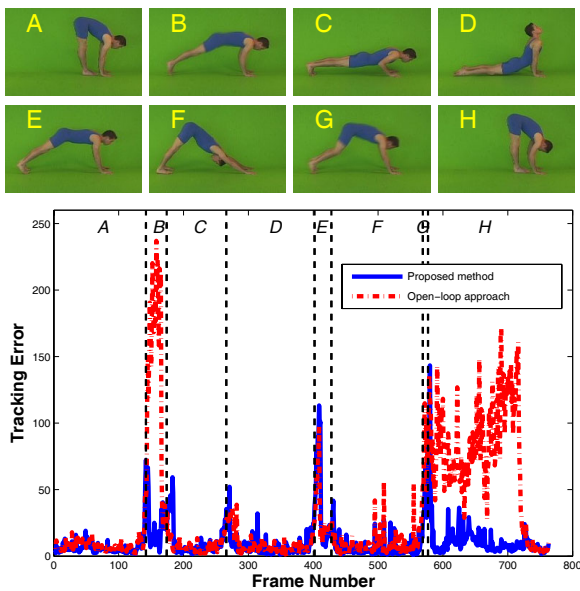 A B C D
E F G H
250
200
150
100
50
0
A B C D E F G H
Proposed method
Open-loop approach
Tracking Error
0 100 200 300 400 500 600 700 800
Frame Number